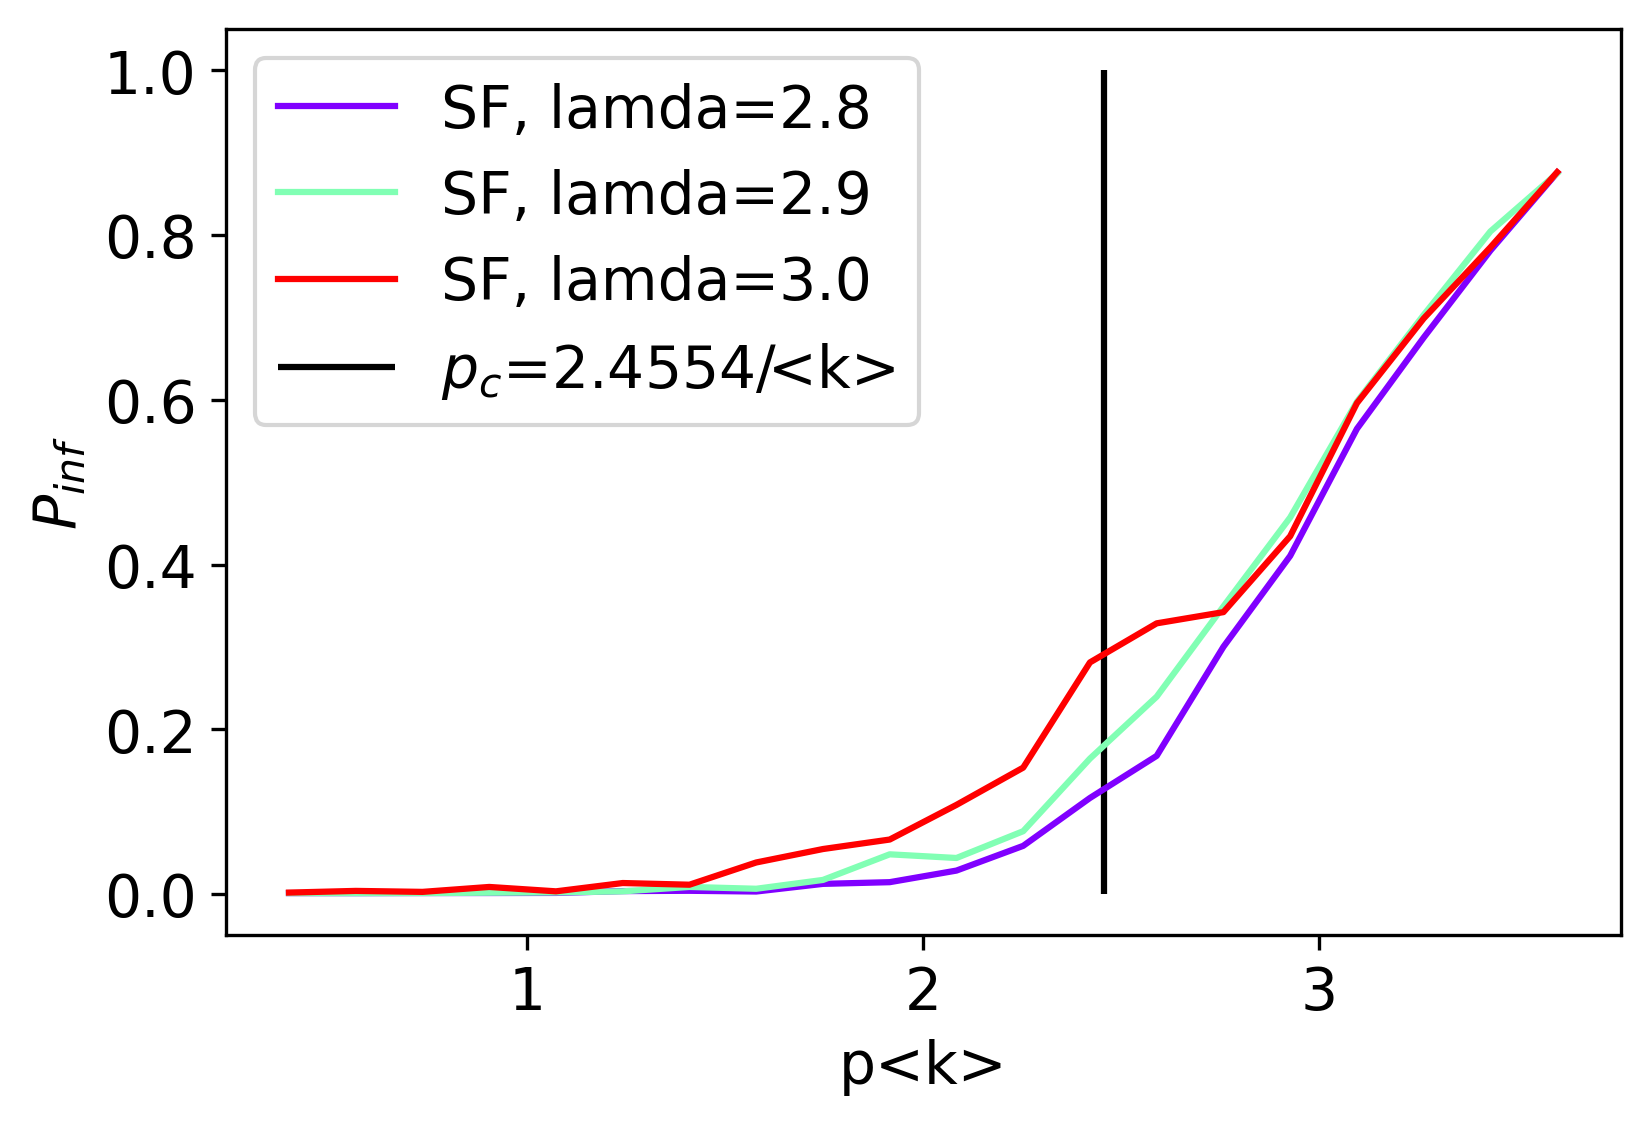 1.0
0.8
0.6
0.4
0.2
0.0
P_inf
SF, lamda=2.8
SF, lamda=2.9
SF, lamda=3.0
p_c=2.4554/<k>
1 2 3
p<k>